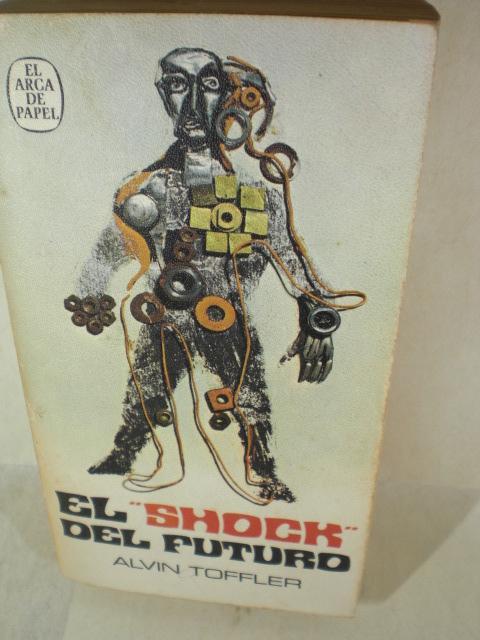 EL
ARCA
DE
PAPEL
EL "SHOCK"
DEL FUTURO
ALVIN TOFFLER